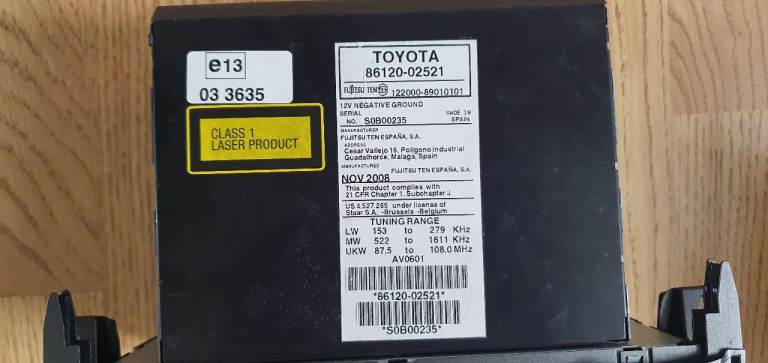 e13
03 3635
CLASS 1
LASER PRODUCT
TOYOTA
86120-02521
FUJITSU TEN TEN 122000-89010101
12V NEGATIVE GROUND
SERIAL MADE IN
NO. S0B00235 SPAIN
MANUFACTURER
FUJITSU TEN ESPAÑA, S.A.
ADDRESS
Cesar Vallejo 16, Poligono Industrial
Guadalhorce, Malaga, Spain
MANUFACTURED FUJITSU TEN ESPAÑA, S.A.
NOV 2008
This product complies with
21 CFR Chapter 1. Subchapter J.
US 4.527.265 under license of
Staar S.A. -Brussels -Belgium
TUNING RANGE
LW 153 to 279 KHz
MW 522 to 1611 KHz
UKW 87.5 to 108.0 MHz
AV0601
*86120-02521*
*S0B00235*